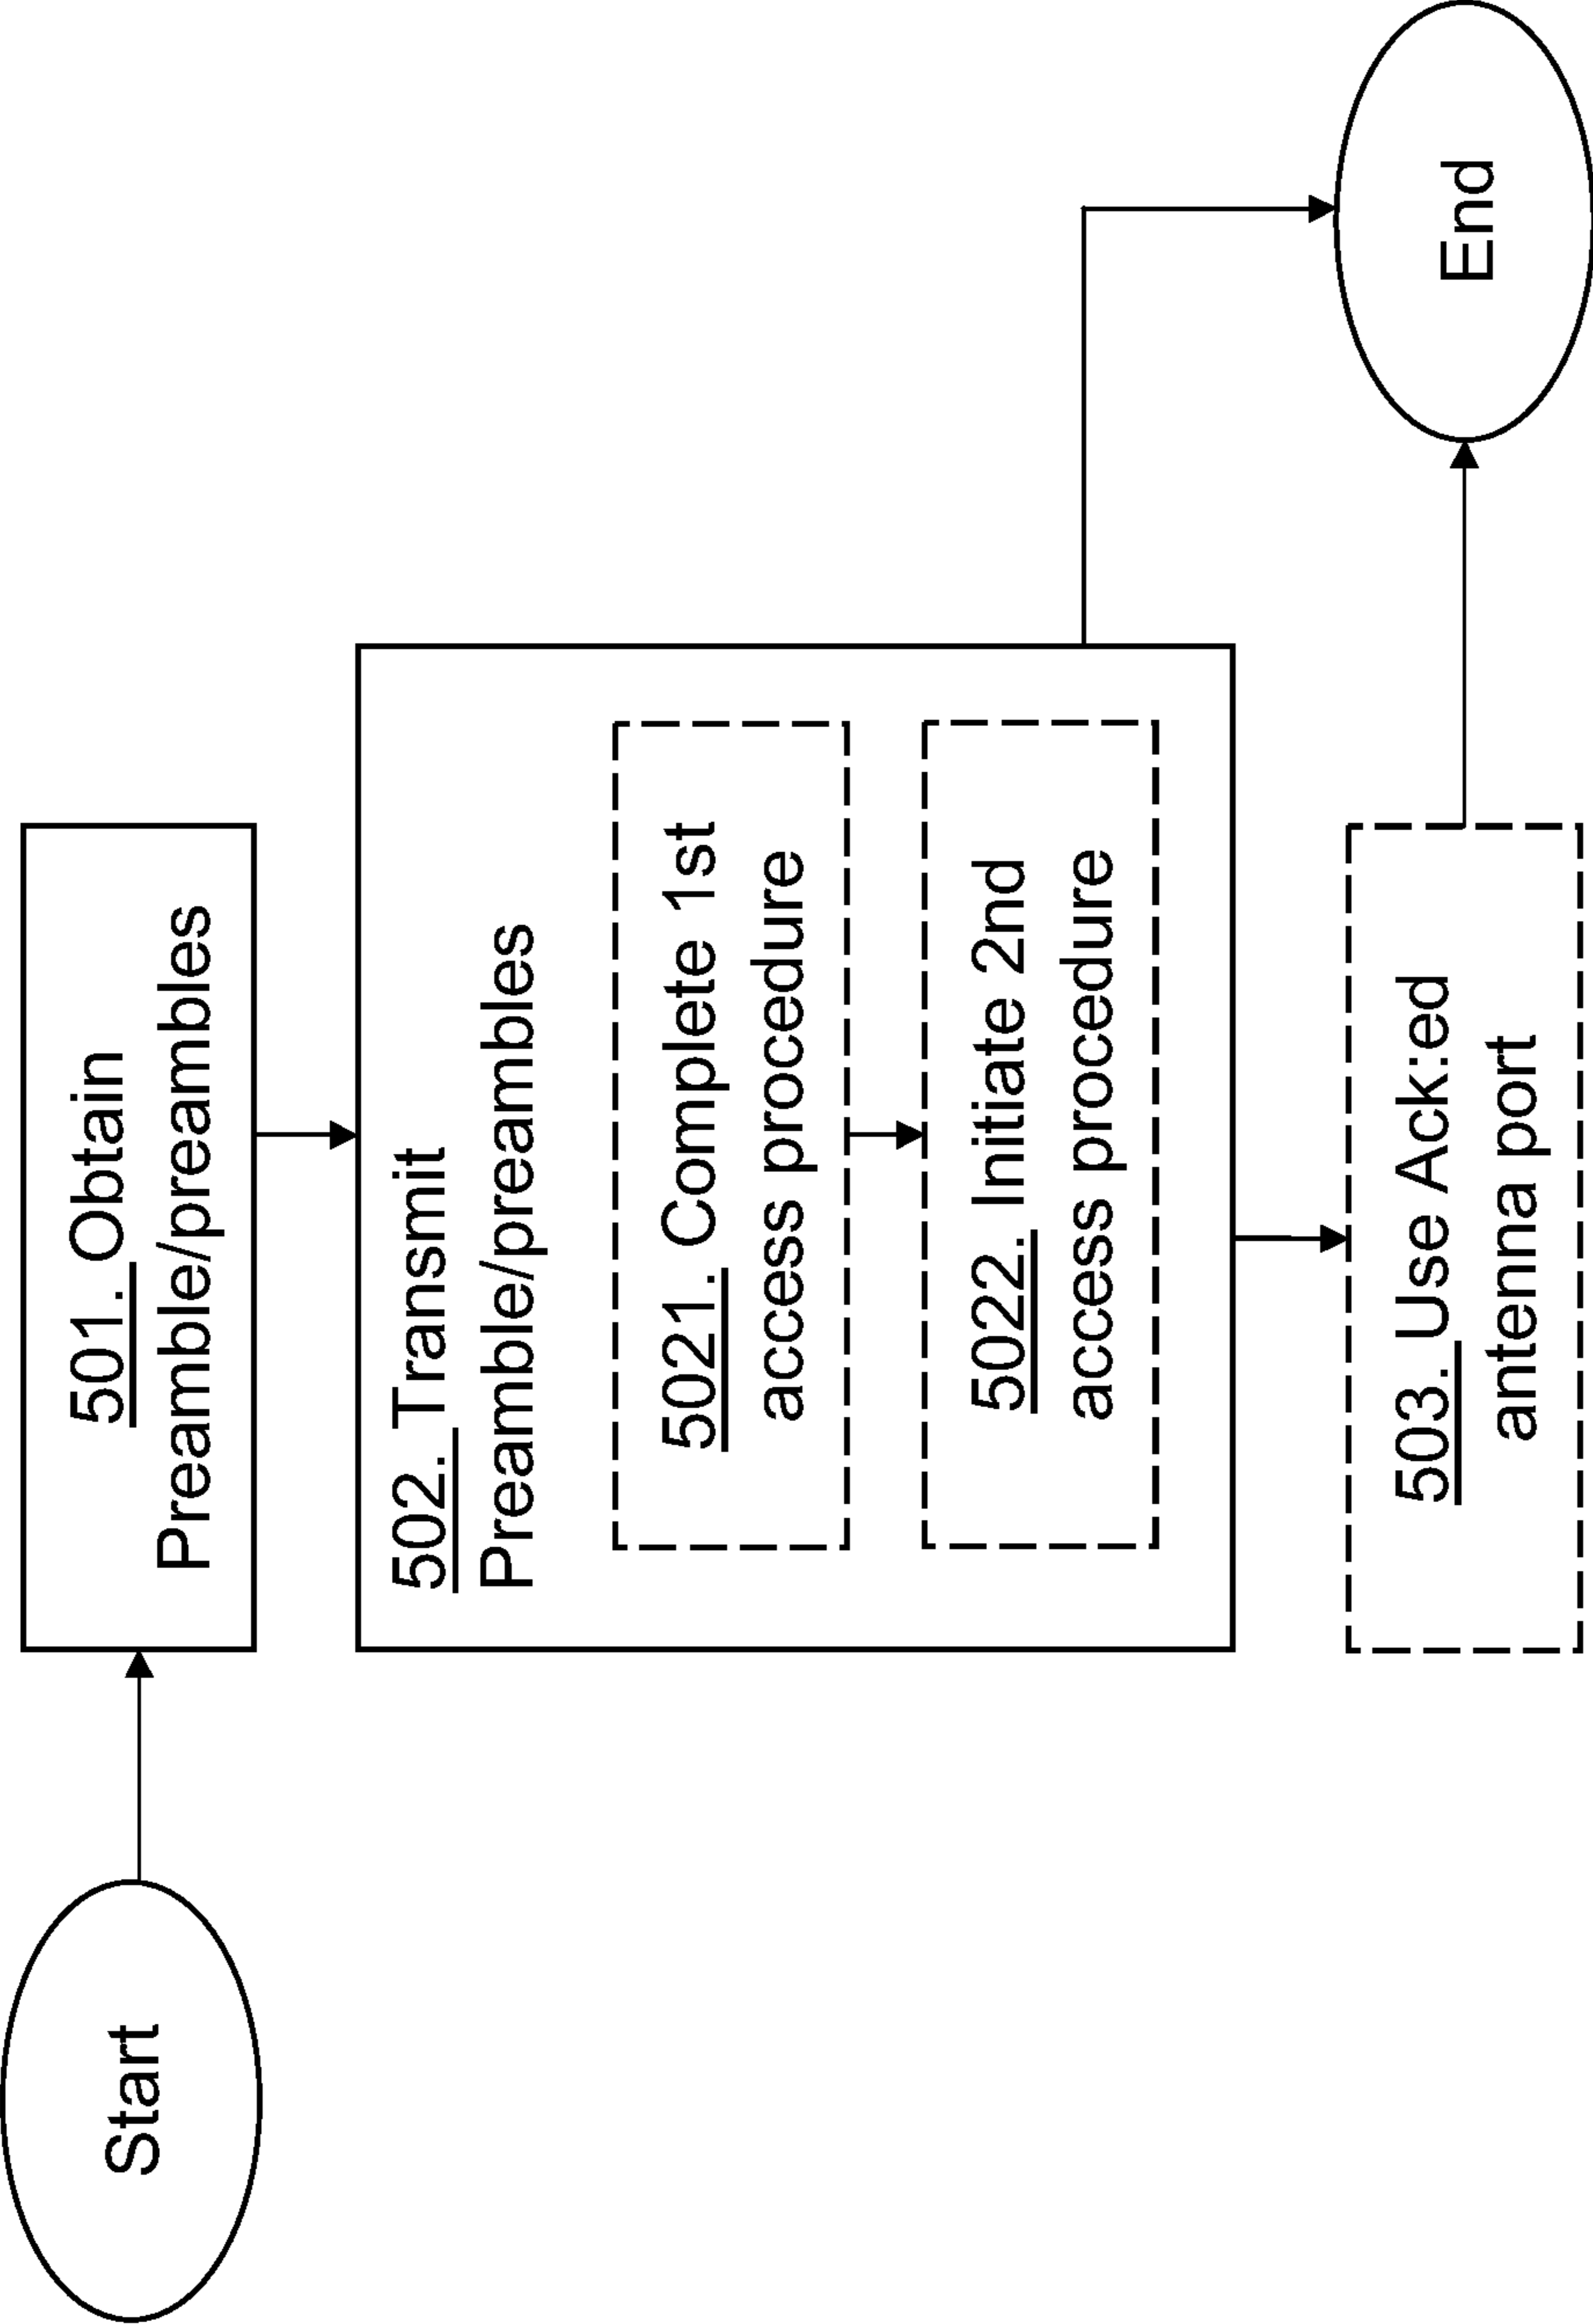 Start
501. Obtain
Preamble/preambles
502. Transmit
Preamble/preambles
5021. Complete 1st
access procedure
5022. Initiate 2nd
access procedure
503. Use Ack:ed
antenna port
End